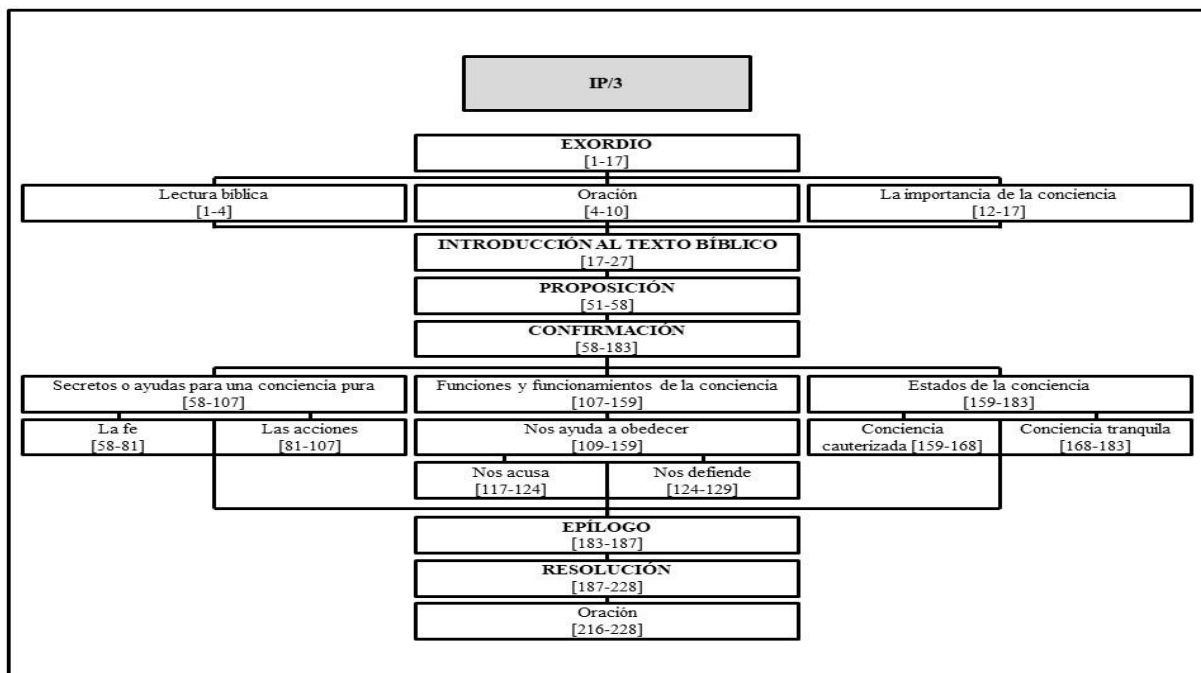 IP/3
EXORDIO
[1-17]
Lectura bíblica
[1-4]
Oración
[4-10]
La importancia de la conciencia
[12-17]
INTRODUCCIÓN AL TEXTO BÍBLICO
[17-27]
PROPOSICIÓN
[51-58]
CONFIRMACIÓN
[58-183]
Secretos o ayudas para una conciencia pura
[58-107]
Funciones y funcionamientos de la conciencia
[107-159]
Estados de la conciencia
[159-183]
La fe
[58-81]
Las acciones
[81-107]
Nos ayuda a obedecer
[109-159]
Conciencia
cauterizada [159-168]
Conciencia tranquila
[168-183]
Nos acusa
[117-124]
Nos defiende
[124-129]
EPÍLOGO
[183-187]
RESOLUCIÓN
[187-228]
Oración
[216-228]